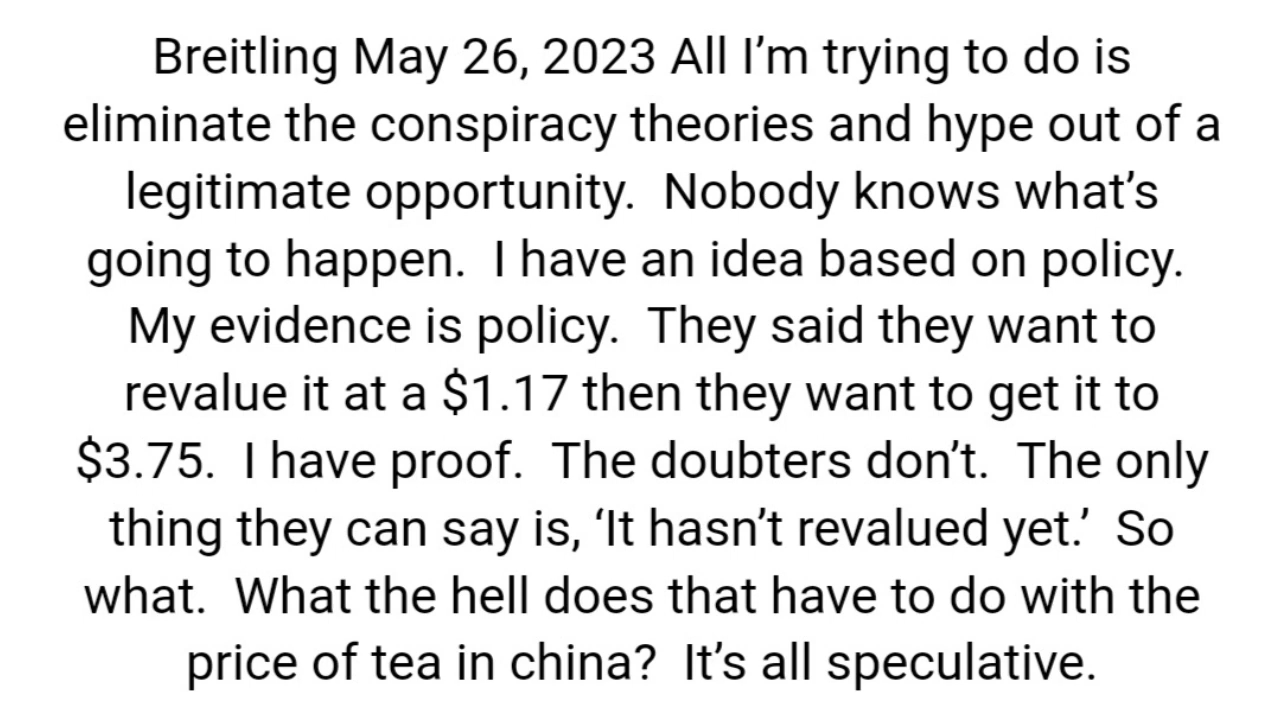 Breitling May 26, 2023 All I’m trying to do is
eliminate the conspiracy theories and hype out of a
legitimate opportunity.  Nobody knows what’s
going to happen.  I have an idea based on policy.
My evidence is policy.  They said they want to
revalue it at a $1.17 then they want to get it to
$3.75.  I have proof.  The doubters don’t.  The only
thing they can say is, ‘It hasn’t revalued yet.’  So
what.  What the hell does that have to do with the
price of tea in china?  It’s all speculative.